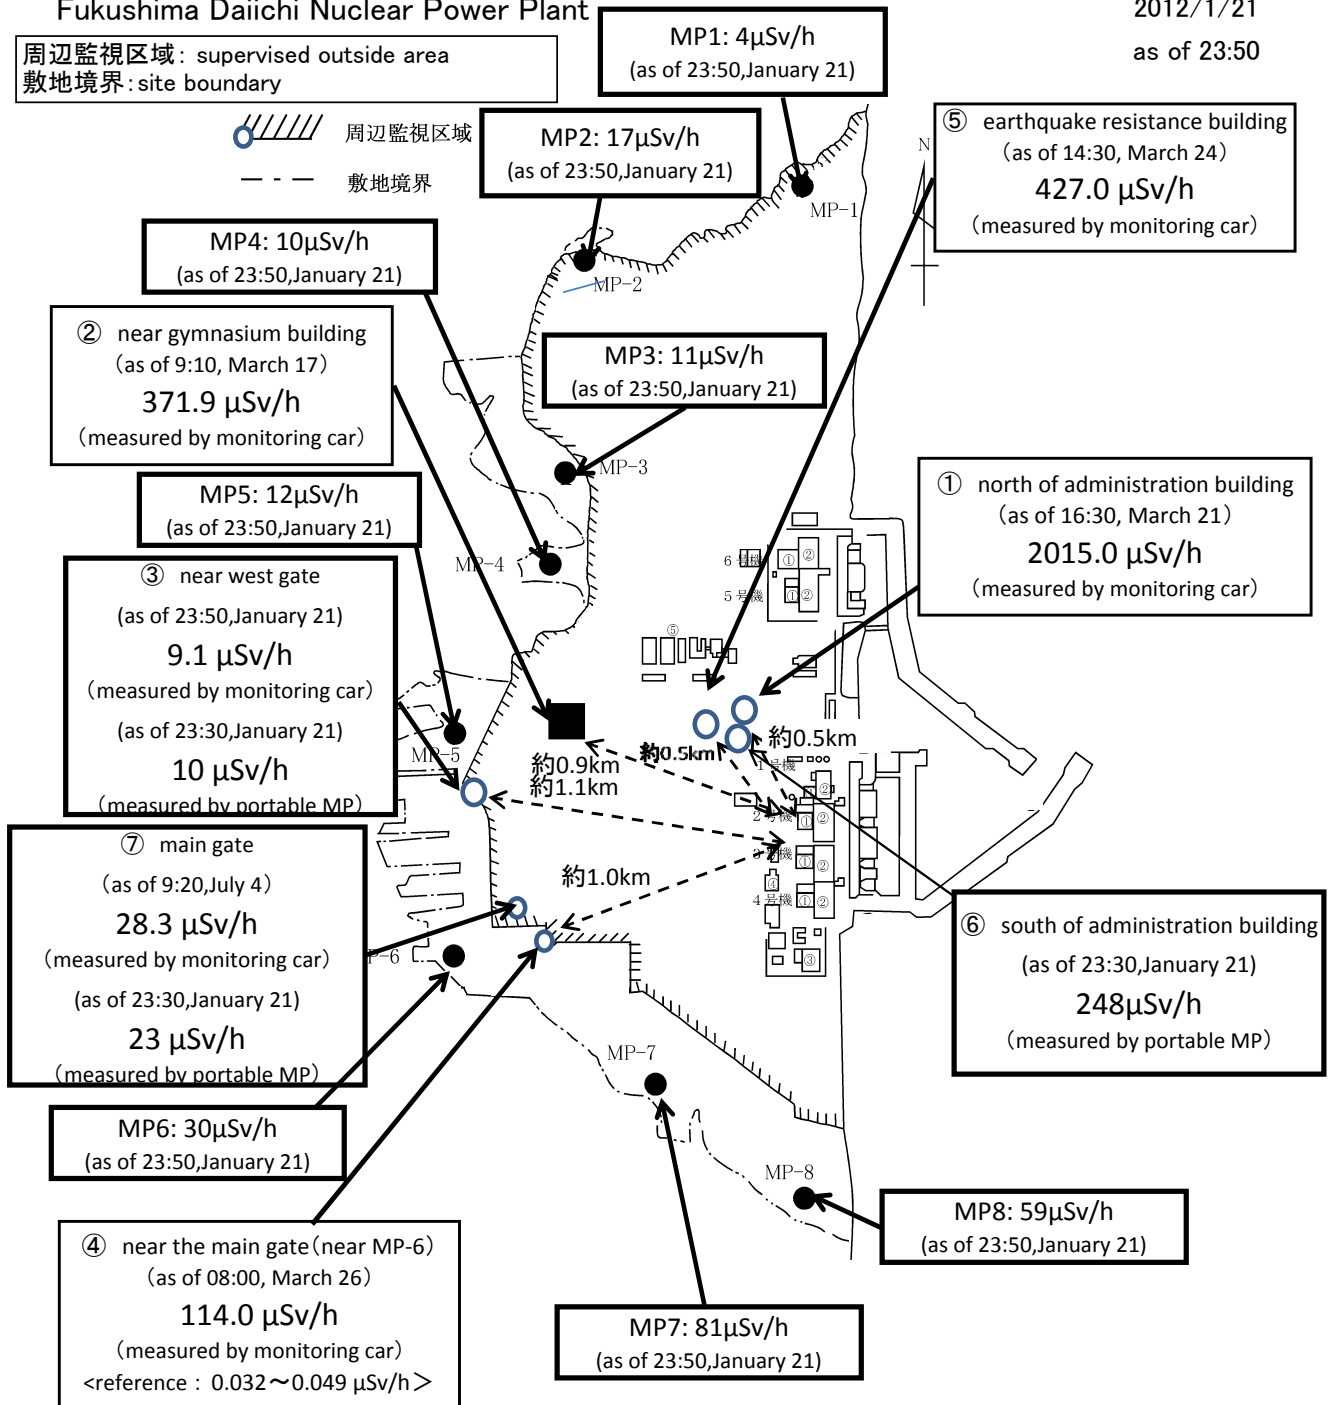 Fukushima Daiichi Nuclear Power Plant
2012/1/21
as of 23:50
周辺監視区域: supervised outside area
敷地境界:site boundary
周辺監視区域
敷地境界
N
MP1: 4μSv/h
(as of 23:50,January 21)
MP2: 17μSv/h
(as of 23:50,January 21)
⑤ earthquake resistance building
(as of 14:30, March 24)
427.0 μSv/h
(measured by monitoring car)
MP-1
MP4: 10μSv/h
(as of 23:50,January 21)
MP-2
② near gymnasium building
(as of 9:10, March 17)
371.9 μSv/h
(measured by monitoring car)
MP3: 11μSv/h
(as of 23:50,January 21)
MP-3
MP5: 12μSv/h
(as of 23:50,January 21)
① north of administration building
(as of 16:30, March 21)
2015.0 μSv/h
(measured by monitoring car)
MP-4
③ near west gate
(as of 23:50,January 21)
9.1 μSv/h
(measured by monitoring car)
(as of 23:30,January 21)
10 μSv/h
(measured by portable MP)
6号機
① ②
5号機
① ②
⑤
MP-5
約0.9km
約1.1km
約0.5km
約0.5km
1号機
②
2号機
① ②
3号機
① ②
④
4号機
① ②
③
約1.0km
⑦ main gate
(as of 9:20,July 4)
28.3 μSv/h
(measured by monitoring car)
(as of 23:30,January 21)
23 μSv/h
(measured by portable MP)
P-6
⑥ south of administration building
(as of 23:30,January 21)
248μSv/h
(measured by portable MP)
MP-7
MP6: 30μSv/h
(as of 23:50,January 21)
MP-8
MP8: 59μSv/h
(as of 23:50,January 21)
④ near the main gate(near MP-6)
(as of 08:00, March 26)
114.0 μSv/h
(measured by monitoring car)
<reference : 0.032～0.049 μSv/h＞
MP7: 81μSv/h
(as of 23:50,January 21)